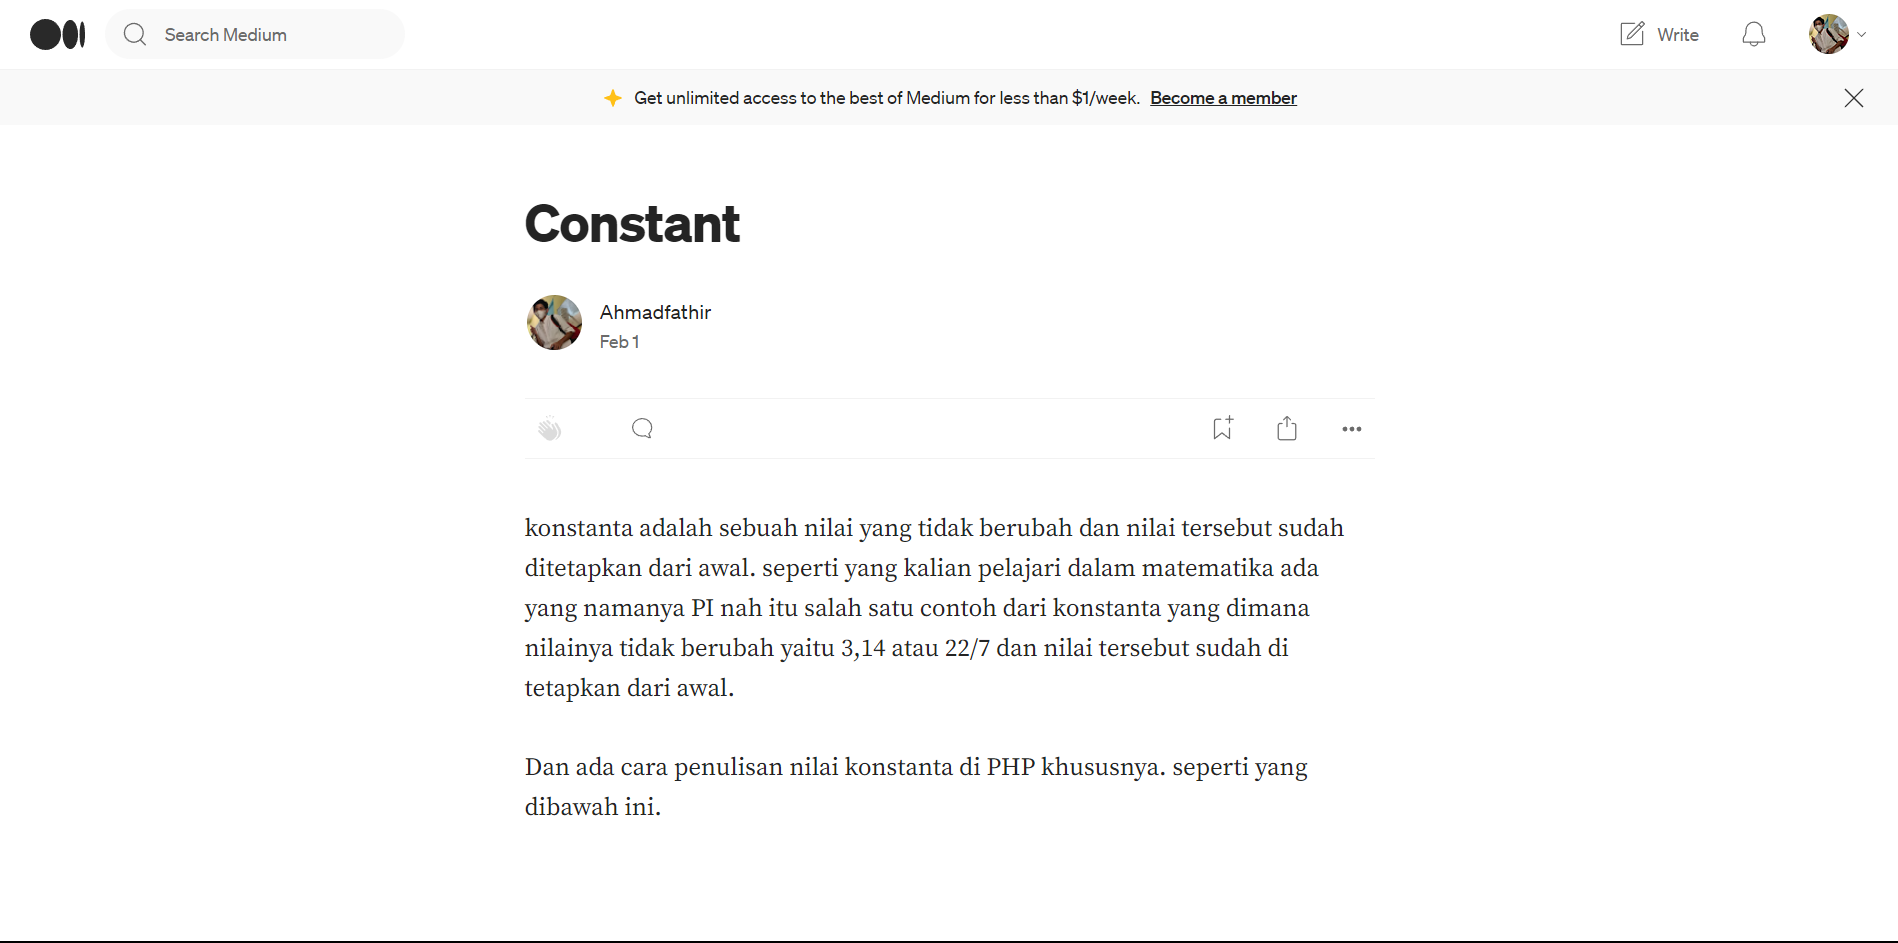 Search Medium
Write
Get unlimited access to the best of Medium for less than $1/week. Become a member
Constant
Ahmadfathir
Feb 1
konstanta adalah sebuah nilai yang tidak berubah dan nilai tersebut sudah
ditetapkan dari awal. seperti yang kalian pelajari dalam matematika ada
yang namanya PI nah itu salah satu contoh dari konstanta yang dimana
nilainya tidak berubah yaitu 3,14 atau 22/7 dan nilai tersebut sudah di
tetapkan dari awal.
Dan ada cara penulisan nilai konstanta di PHP khususnya. seperti yang
dibawah ini.